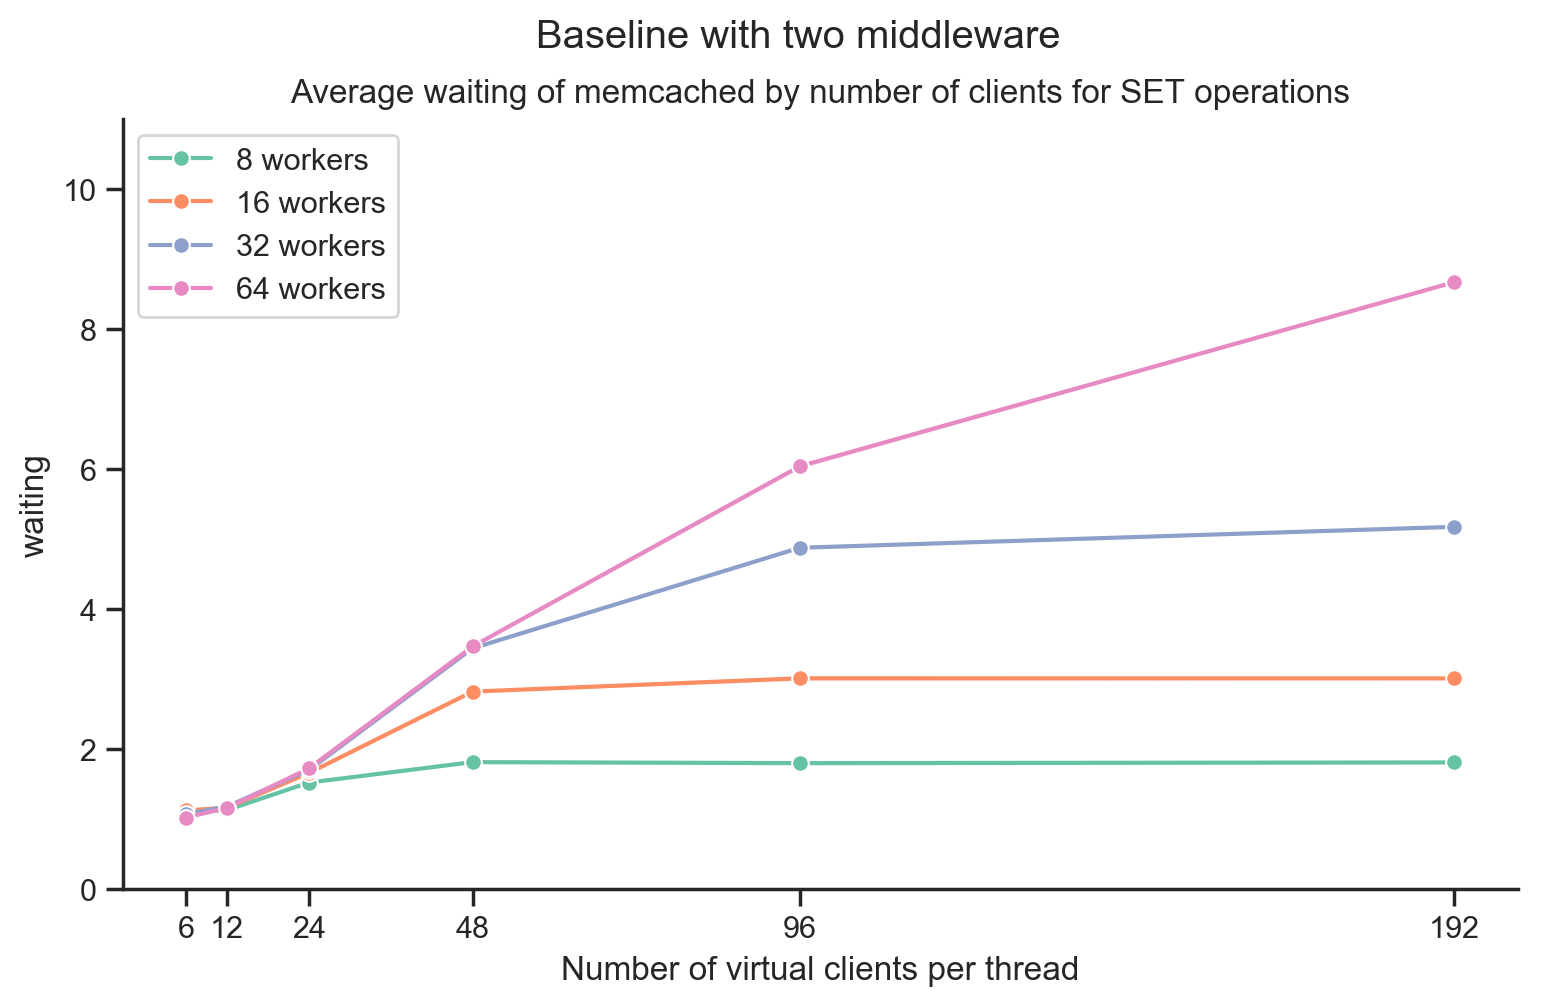 Baseline with two middleware
Average waiting of memcached by number of clients for SET operations
8 workers
16 workers
32 workers
64 workers
10
8
6
4
2
0
waiting
6 12 24 48 96 192
Number of virtual clients per thread